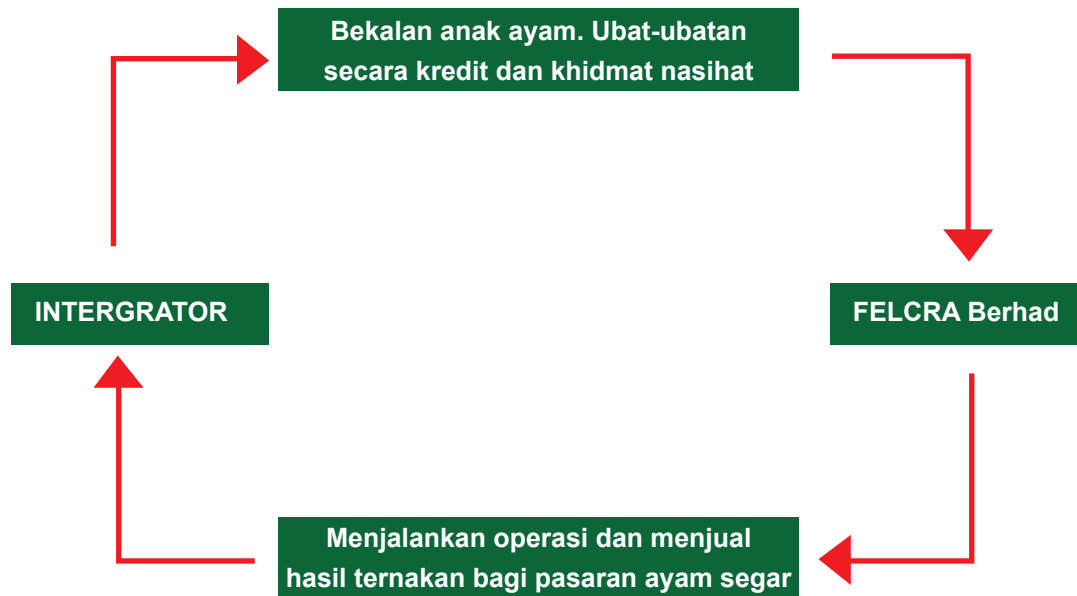 Bekalan anak ayam. Ubat-ubatan
secara kredit dan khidmat nasihat
INTERGRATOR
FELCRA Berhad
Menjalankan operasi dan menjual
hasil ternakan bagi pasaran ayam segar